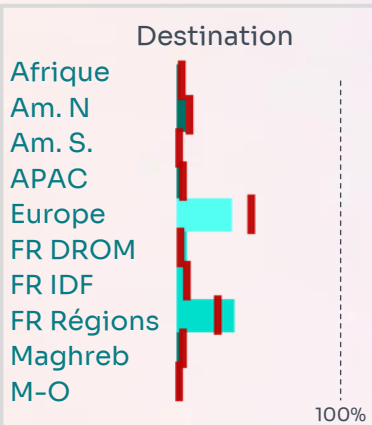 Destination
Afrique
Am. N
Am. S.
APAC
Europe
FR DROM
FR IDF
FR Régions
Maghreb
M-O
100%